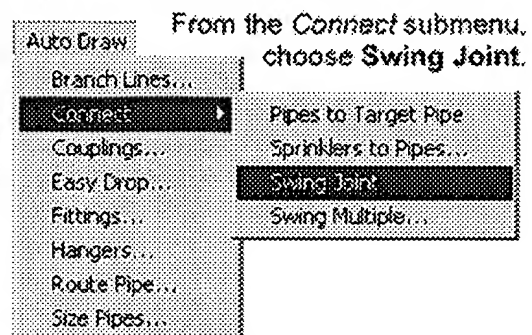 From the Connect submenu,
choose Swing Joint.
Auto Draw
Branch Lines...
Connect
Couplings...
Easy Drop...
Fittings...
Hangers...
Route Pipe...
Size Pipes...
Pipes to Target Pipe
Sprinklers to Pipes...
Swing Joint
Swing Multiple...